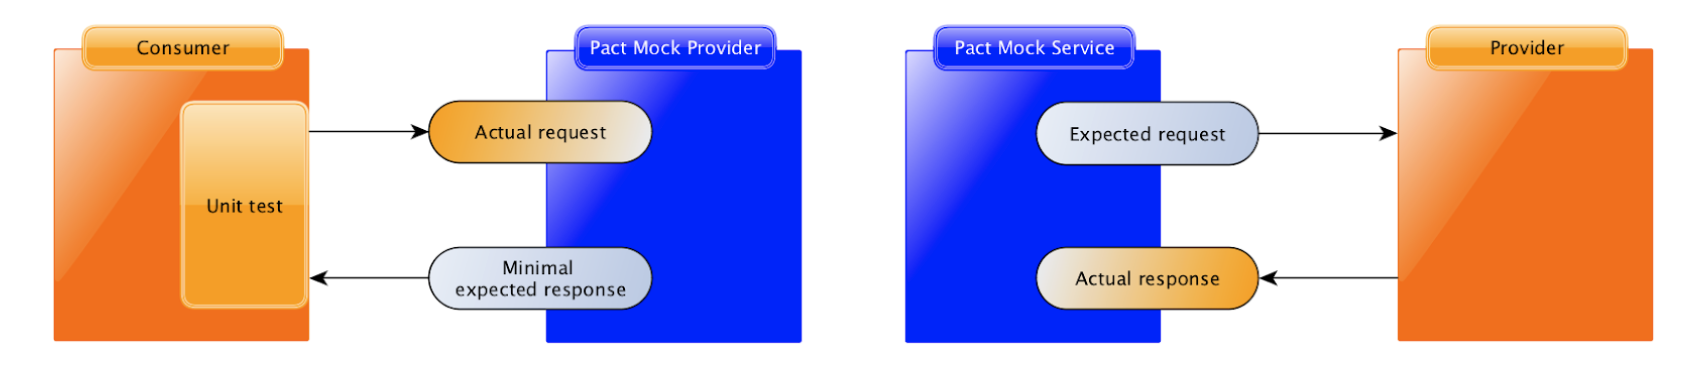 Consumer
Pact Mock Provider
Pact Mock Service
Provider
Actual request
Expected request
Unit test
Minimal
expected response
Actual response